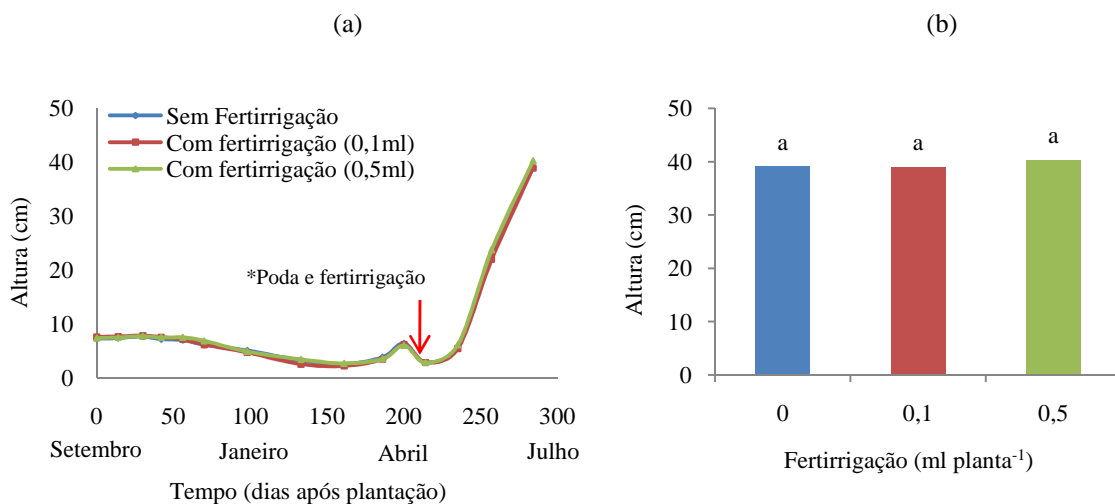 (a)
Sem Fertirrigação
Com fertirrigação (0,1ml)
Com fertirrigação (0,5ml)
50
40
30
20
10
0
Altura (cm)
*Poda e fertirrigação
0 50 100 150 200 250 300
Setembro Janeiro Abril Julho
Tempo (dias após plantação)
(b)
50
40
30
20
10
0
Altura (cm)
a a a
0 0,1 0,5
Fertirrigação (ml planta⁻¹)